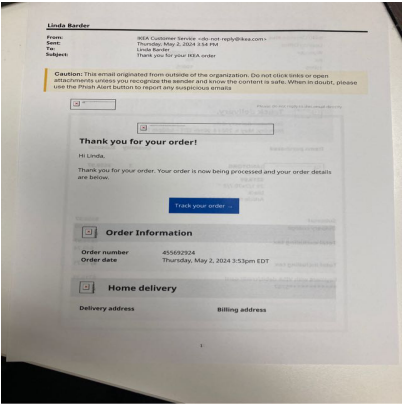 Linda Barder
From: IKEA Customer Service <do-not-reply@ikea.com>
Sent: Thursday, May 2, 2024 3:54 PM
To: Linda Barder
Subject: Thank you for your IKEA order
Caution: This email originated from outside of the organization. Do not click links or open
attachments unless you recognize the sender and know the content is safe. When in doubt, please
use the Phish Alert button to report any suspicious emails
Thank you for your order!
Hi Linda,
Thank you for your order. Your order is now being processed and your order details
are below.
Track your order →
Order Information
Order number 455692924
Order date Thursday, May 2, 2024 3:53pm EDT
Home delivery
Delivery address Billing address